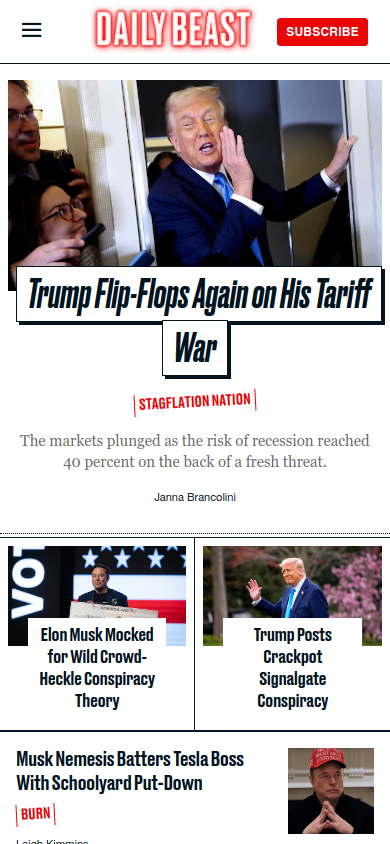 DAILY BEAST
SUBSCRIBE
Trump Flip-Flops Again on His Tariff
War
STAGFLATION NATION
The markets plunged as the risk of recession reached
40 percent on the back of a fresh threat.
Janna Brancolini
VOT
AMERICA PAC
Elon Musk Mocked
for Wild Crowd-
Heckle Conspiracy
Theory
Trump Posts
Crackpot
Signalgate
Conspiracy
Musk Nemesis Batters Tesla Boss
With Schoolyard Put-Down
BURN
Leigh Kimmins